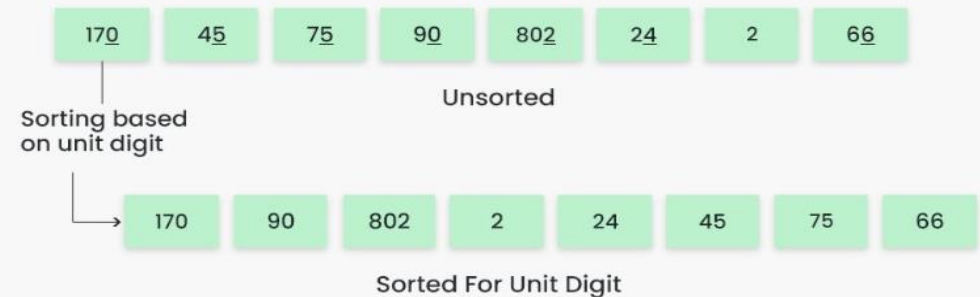 170 45 75 90 802 24 2 66
Unsorted
Sorting based
on unit digit
170 90 802 2 24 45 75 66
Sorted For Unit Digit